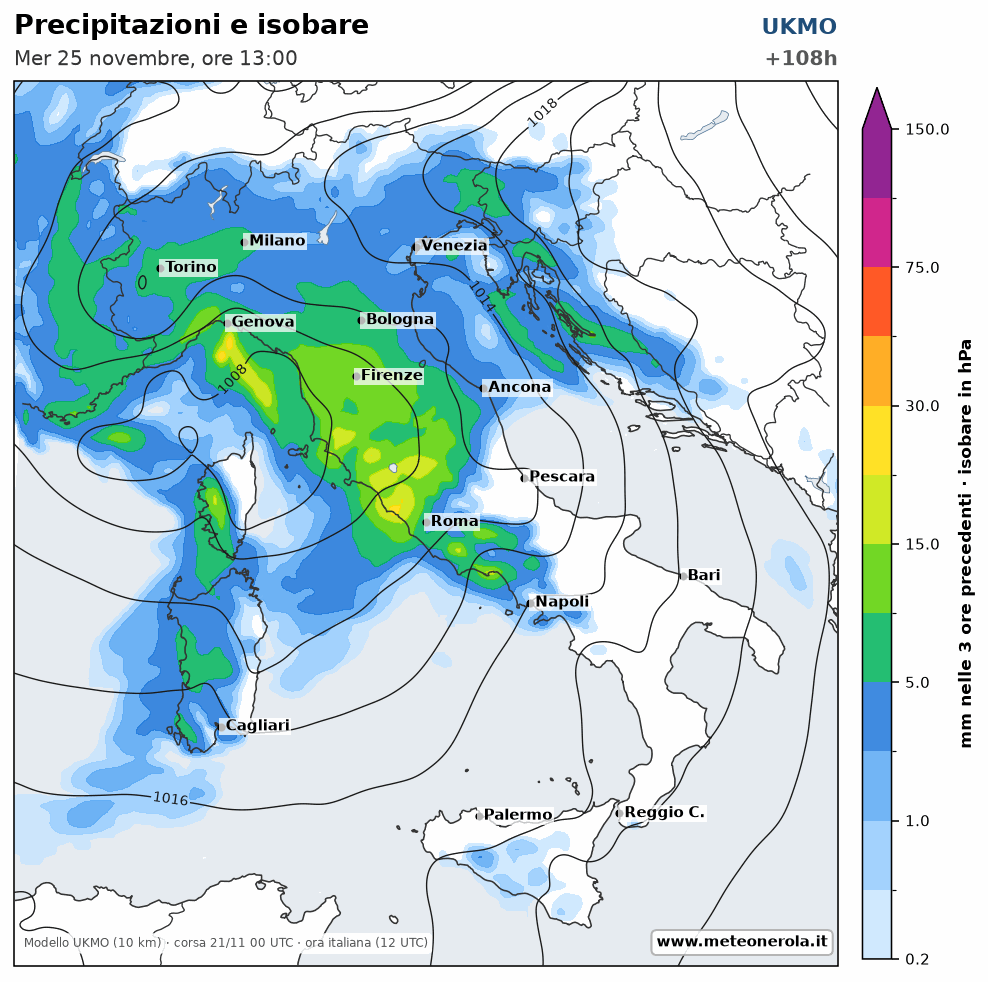 Precipitazioni e isobare
UKMO
Mer 25 novembre, ore 13:00
+108h
1018
150.0
Milano
Venezia
Torino
75.0
1014
Genova
Bologna
1008
Firenze
Ancona
30.0
Pescara
Roma
15.0
Bari
Napoli
5.0
Cagliari
1016
Palermo
Reggio C.
1.0
mm nelle 3 ore precedenti · isobare in hPa
Modello UKMO (10 km) · corsa 21/11 00 UTC · ora italiana (12 UTC)
www.meteonerola.it
0.2